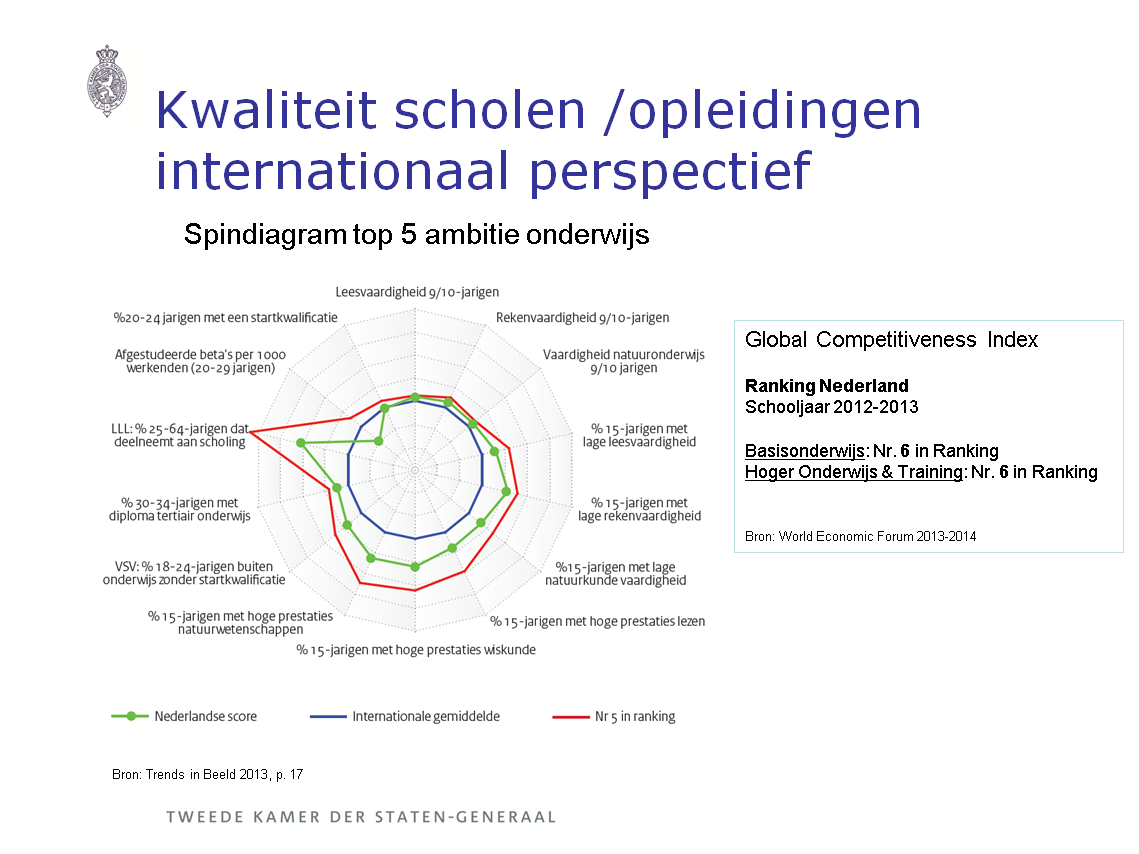 Kwaliteit scholen /opleidingen
internationaal perspectief
Spindiagram top 5 ambitie onderwijs
Leesvaardigheid 9/10-jarigen
%20-24 jarigen met een startkwalificatie
Rekenvaardigheid 9/10-jarigen
Afgestudeerde beta's per 1000
werkenden (20-29 jarigen)
Vaardigheid natuuronderwijs
9/10 jarigen
LLL: % 25-64-jarigen dat
deelneemt aan scholing
% 15-jarigen met
lage leesvaardigheid
% 30-34-jarigen met
diploma tertiair onderwijs
% 15-jarigen met
lage rekenvaardigheid
VSV: % 18-24-jarigen buiten
onderwijs zonder startkwalificatie
%15-jarigen met lage
natuurkunde vaardigheid
% 15-jarigen met hoge prestaties
natuurwetenschappen
% 15-jarigen met hoge prestaties lezen
% 15-jarigen met hoge prestaties wiskunde
Nederlandse score
Internationale gemiddelde
Nr 5 in ranking
Global Competitiveness Index
Ranking Nederland
Schooljaar 2012-2013
Basisonderwijs: Nr. 6 in Ranking
Hoger Onderwijs & Training: Nr. 6 in Ranking
Bron: World Economic Forum 2013-2014
Bron: Trends in Beeld 2013, p. 17
TWEEDE KAMER DER STATEN-GENERAAL